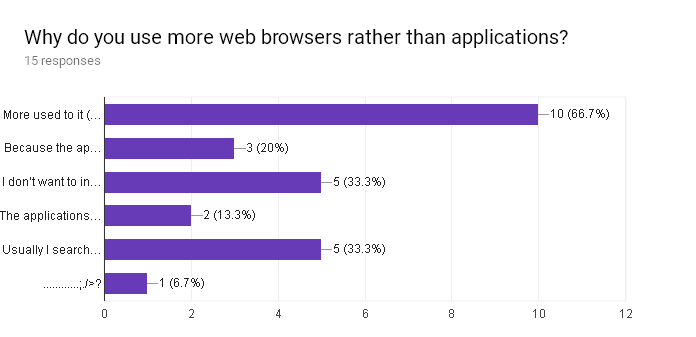 Why do you use more web browsers rather than applications?
15 responses
More used to it (...
10 (66.7%)
Because the ap...
3 (20%)
I don't want to in...
5 (33.3%)
The applications...
2 (13.3%)
Usually I search...
5 (33.3%)
............;,/>?
1 (6.7%)
0 2 4 6 8 10 12